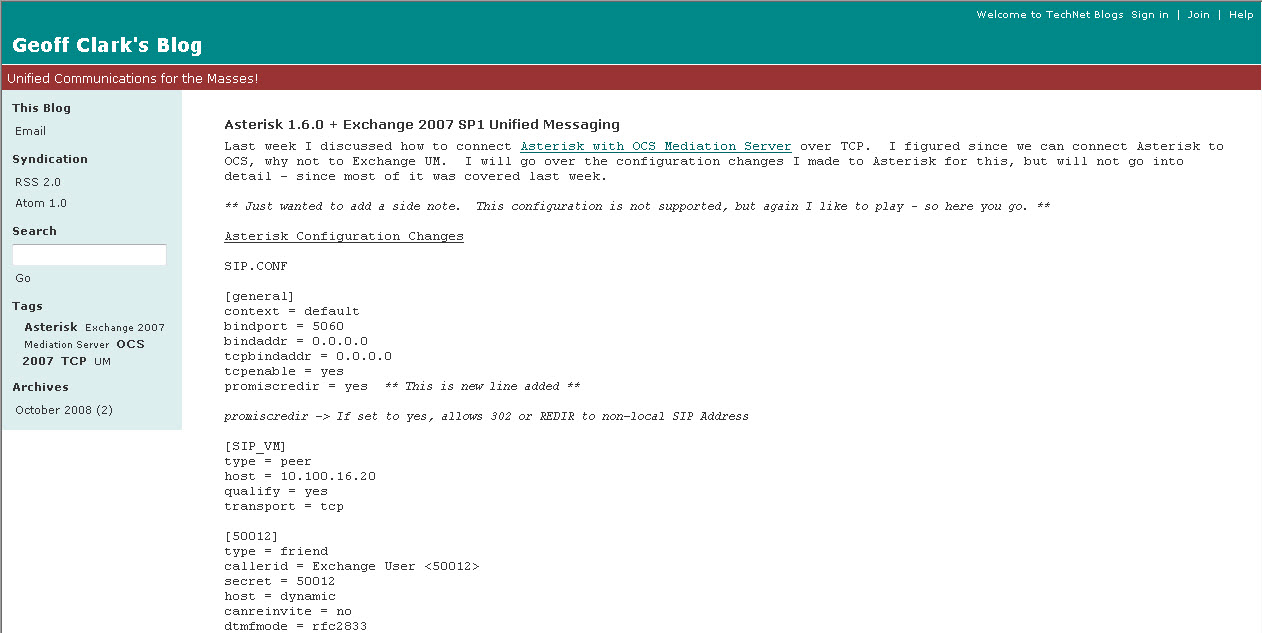 Welcome to TechNet Blogs Sign in | Join | Help
Geoff Clark's Blog
Unified Communications for the Masses!
This Blog
Email
Syndication
RSS 2.0
Atom 1.0
Search
Go
Tags
Asterisk Exchange 2007
Mediation Server OCS
2007 TCP UM
Archives
October 2008 (2)
Asterisk 1.6.0 + Exchange 2007 SP1 Unified Messaging
Last week I discussed how to connect Asterisk with OCS Mediation Server over TCP.  I figured since we can connect Asterisk to
OCS, why not to Exchange UM.  I will go over the configuration changes I made to Asterisk for this, but will not go into
detail - since most of it was covered last week.
** Just wanted to add a side note.  This configuration is not supported, but again I like to play - so here you go. **
Asterisk Configuration Changes
SIP.CONF
[general]
context = default
bindport = 5060
bindaddr = 0.0.0.0
tcpbindaddr = 0.0.0.0
tcpenable = yes
promiscredir = yes  ** This is new line added **
promiscredir -> If set to yes, allows 302 or REDIR to non-local SIP Address
[SIP_VM]
type = peer
host = 10.100.16.20
qualify = yes
transport = tcp
[50012]
type = friend
callerid = Exchange User <50012>
secret = 50012
host = dynamic
canreinvite = no
dtmfmode = rfc2833